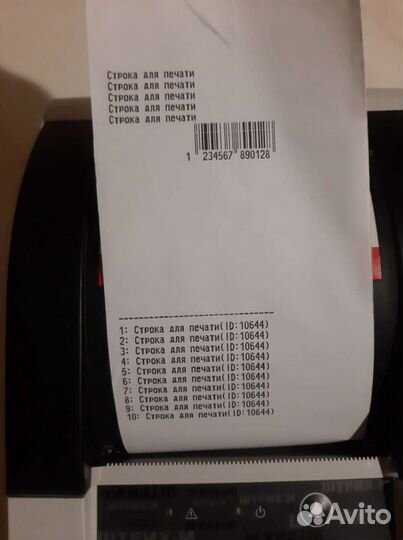 Строка для печати
Строка для печати
Строка для печати
Строка для печати
Строка для печати
1 234567 890128
1: Строка для печати(ID:10644)
2: Строка для печати(ID:10644)
3: Строка для печати(ID:10644)
4: Строка для печати(ID:10644)
5: Строка для печати(ID:10644)
6: Строка для печати(ID:10644)
7: Строка для печати(ID:10644)
8: Строка для печати(ID:10644)
9: Строка для печати(ID:10644)
10: Строка для печати(ID:10644)
Avito